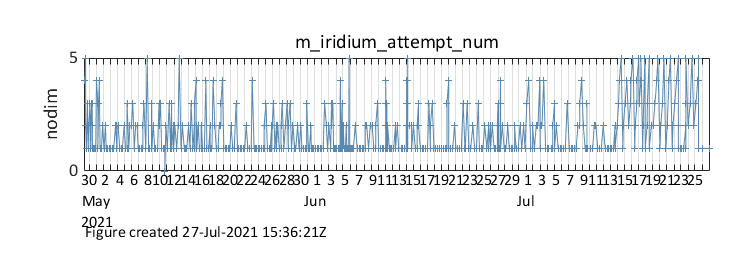 m_iridium_attempt_num
5
nodim
0
30 2 4 6 8 10 12 14 16 18 20 22 24 26 28 30 1 3 5 7 9 11 13 15 17 19 21 23 25 27 29 1 3 5 7 9 11 13 15 17 19 21 23 25
May Jun Jul
2021
Figure created 27-Jul-2021 15:36:21Z